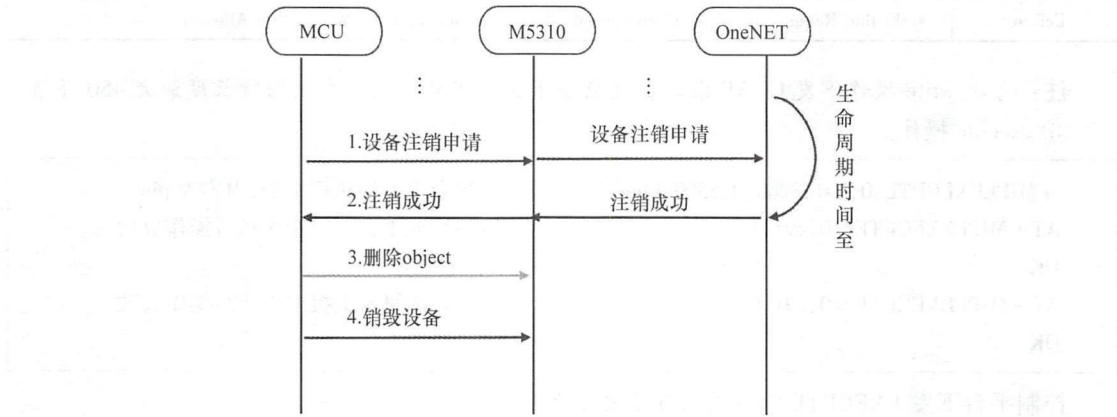 MCU
M5310
OneNET
⋮
⋮
1.设备注销申请
设备注销申请
生命周期时间至
2.注销成功
注销成功
3.删除object
4.销毁设备